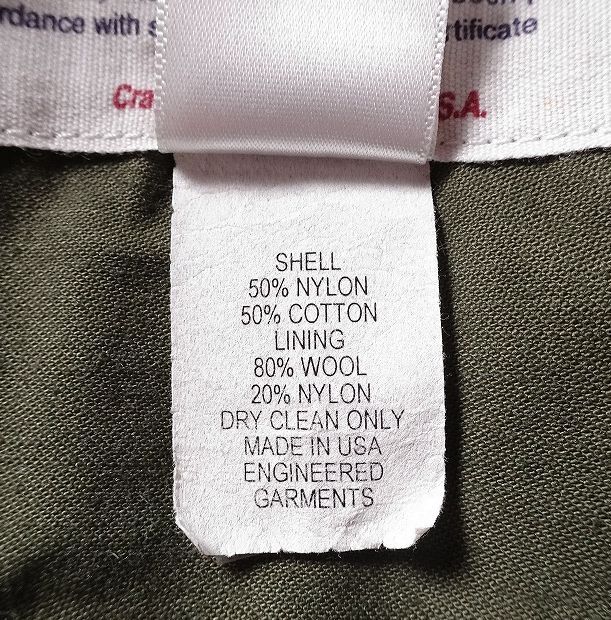 rdance with
rtificate
Cra
S.A.
SHELL
50% NYLON
50% COTTON
LINING
80% WOOL
20% NYLON
DRY CLEAN ONLY
MADE IN USA
ENGINEERED
GARMENTS